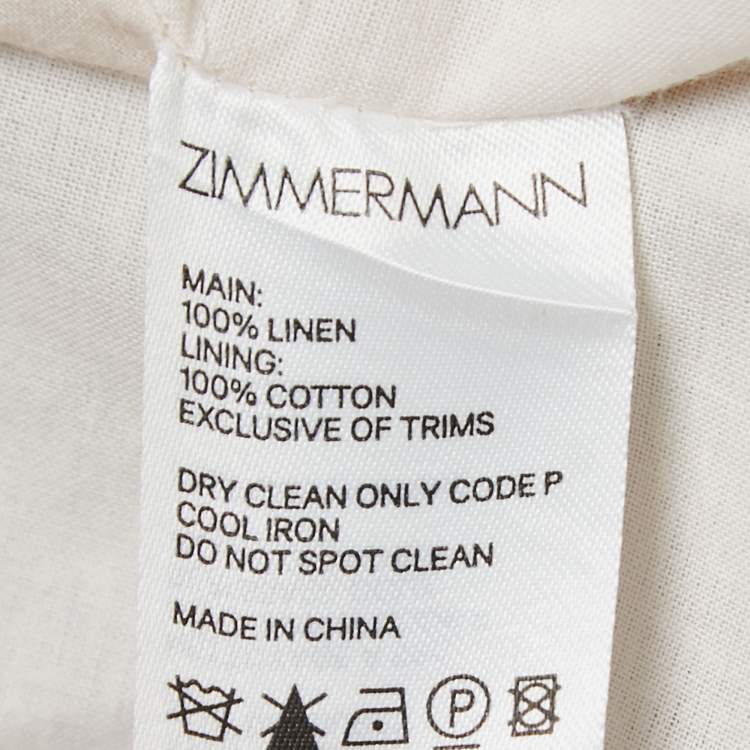 ZIMMERMANN
MAIN:
100% LINEN
LINING:
100% COTTON
EXCLUSIVE OF TRIMS
DRY CLEAN ONLY CODE P
COOL IRON
DO NOT SPOT CLEAN
MADE IN CHINA
P